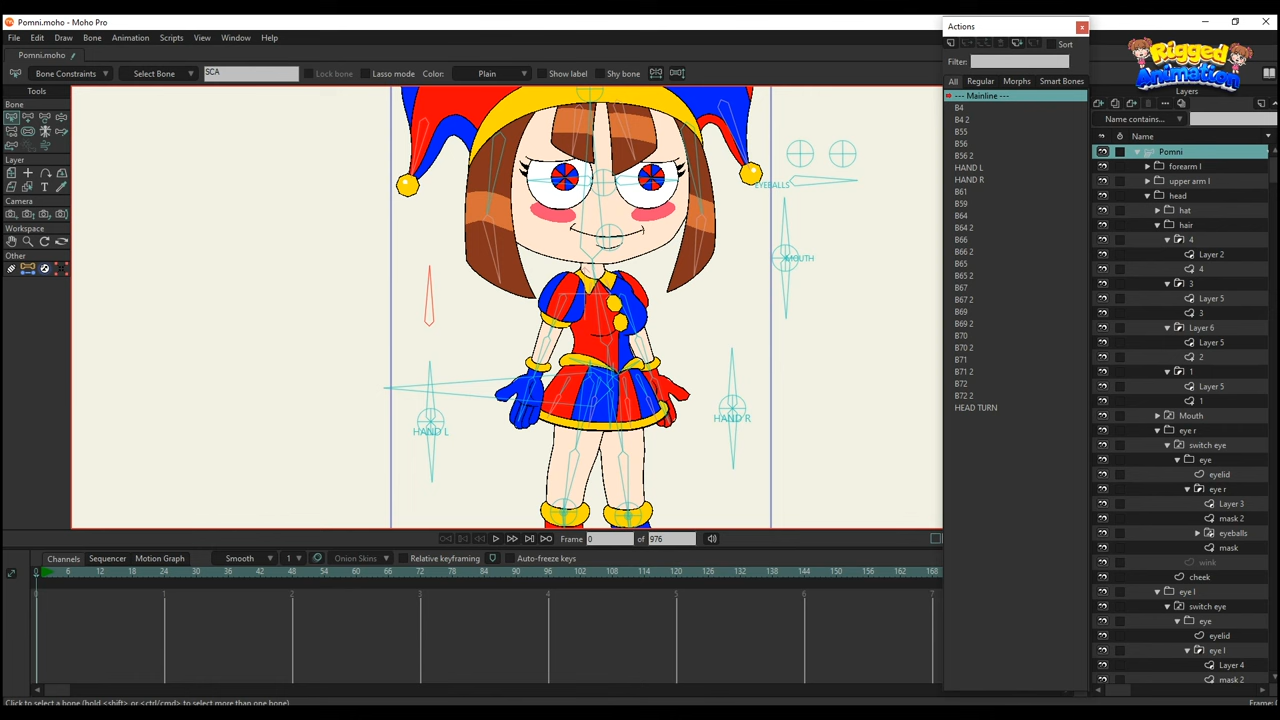 Pomni.moho - Moho Pro
File Edit Draw Bone Animation Scripts View Window Help
Pomni.moho
Bone Constraints Select Bone SCA Lock bone Lasso mode Color: Plain Show label Shy bone
Tools
Bone
Layer
Camera
Workspace
Other
EYEBALLS
MOUTH
HAND L
HAND R
Actions
Sort
Filter:
All Regular Morphs Smart Bones
--- Mainline ---
B4
B4 2
B55
B56
B56 2
HAND L
HAND R
B61
B59
B64
B64 2
B66
B66 2
B65
B65 2
B67
B67 2
B69
B69 2
B70
B70 2
B71
B71 2
B72
B72 2
HEAD TURN
Rigged
Animation
Layers
Name contains...
Name
Pomni
forearm l
upper arm l
head
hat
hair
4
Layer 2
4
3
Layer 5
3
Layer 6
Layer 5
2
1
Layer 5
1
Mouth
eye r
switch eye
eye
eyelid
eye r
Layer 3
mask 2
eyeballs
mask
wink
cheek
eye l
switch eye
eye
eyelid
eye l
Layer 4
mask 2
Frame 0 of 976
Channels Sequencer Motion Graph Smooth 1 Onion Skins Relative keyframing Auto-freeze keys
0 6 12 18 24 30 36 42 48 54 60 66 72 78 84 90 96 102 108 114 120 126 132 138 144 150 156 162 168
0 1 2 3 4 5 6 7
Click to select a bone (hold <shift> or <ctrl/cmd> to select more than one bone)
Frame: